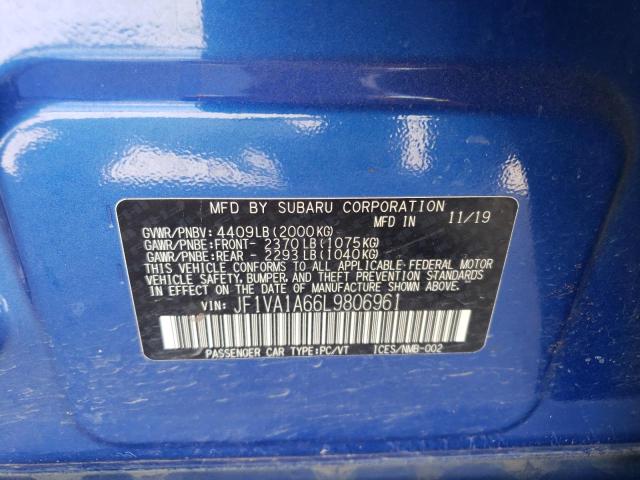 MFD BY SUBARU CORPORATION
MFD IN 11/19
GVWR/PNBV: 4409LB(2000KG)
GAWR/PNBE:FRONT- 2370LB(1075KG)
GAWR/PNBE:REAR - 2293LB(1040KG)
THIS VEHICLE CONFORMS TO ALL APPLICABLE FEDERAL MOTOR
VEHICLE SAFETY, BUMPER, AND THEFT PREVENTION STANDARDS
IN EFFECT ON THE DATE OF MANUFACTURE SHOWN ABOVE.
VIN: JF1VA1A66L9806961
PASSENGER CAR TYPE:PC/VT ICES/NMB-002